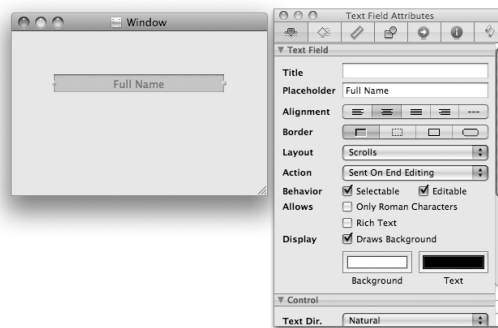 Window
Full Name
Text Field Attributes
Text Field
Title
Placeholder Full Name
Alignment
Border
Layout Scrolls
Action Sent On End Editing
Behavior Selectable Editable
Allows Only Roman Characters
Rich Text
Display Draws Background
Background Text
Control
Text Dir. Natural